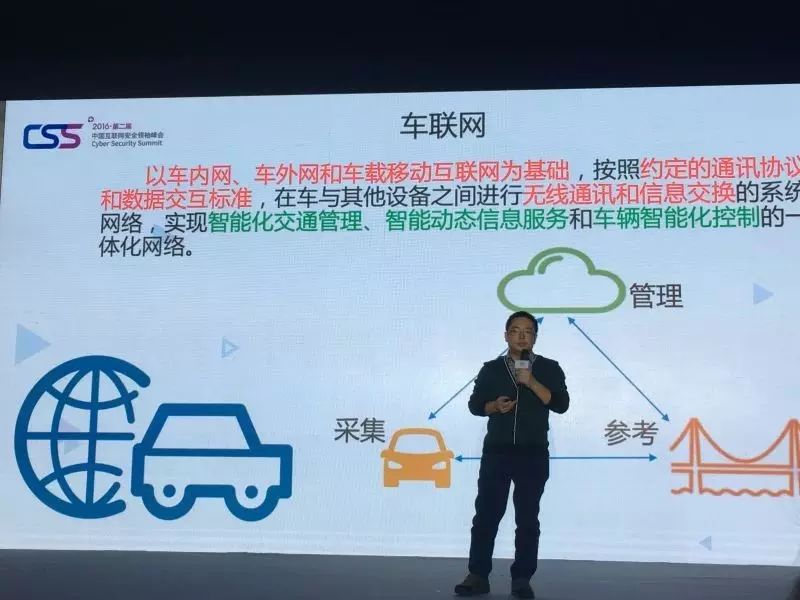 CSS
2016·第二届
中国互联网安全领袖峰会
Cyber Security Summit
车联网
以车内网、车外网和车载移动互联网为基础，按照约定的通讯协议
和数据交互标准，在车与其他设备之间进行无线通讯和信息交换的系统
网络，实现智能化交通管理、智能动态信息服务和车辆智能化控制的一
体化网络。
管理
采集
参考